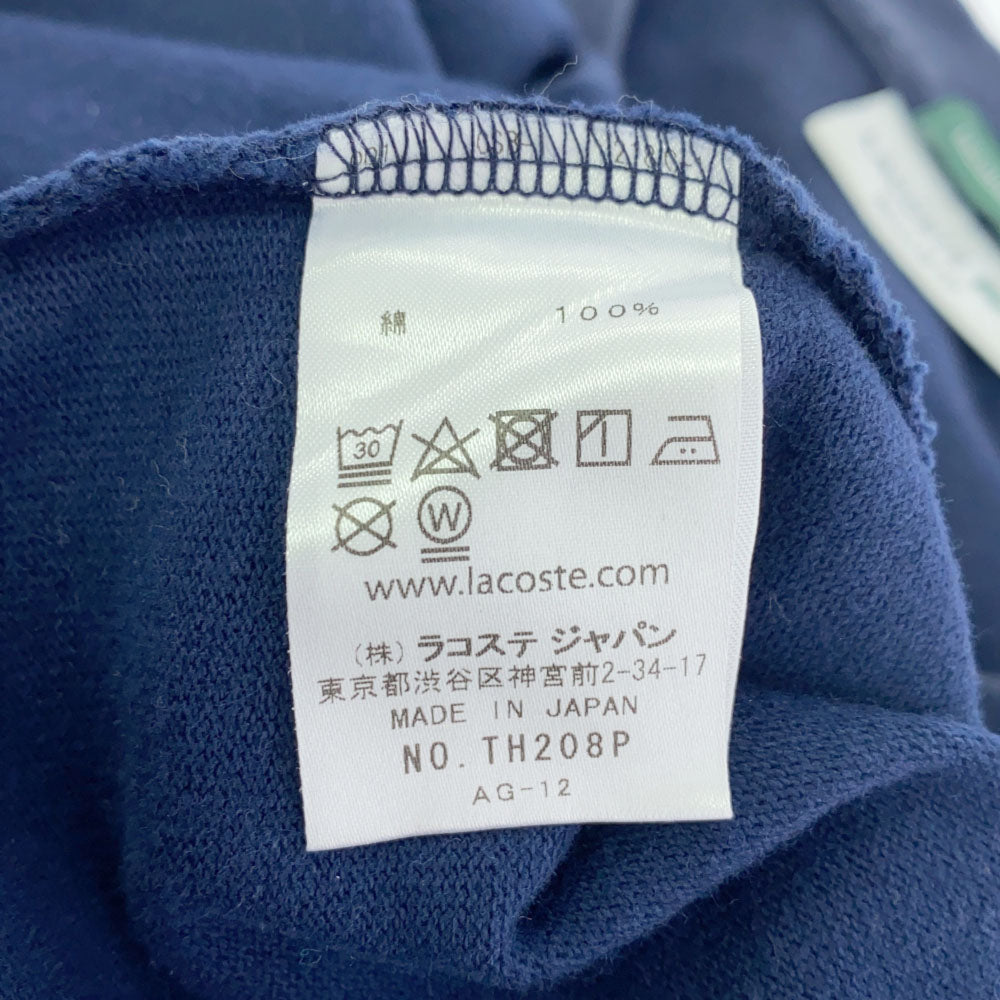 綿 100%
30
W
www.lacoste.com
(株) ラコステ ジャパン
東京都渋谷区神宮前2-34-17
MADE IN JAPAN
NO. TH208P
AG-12